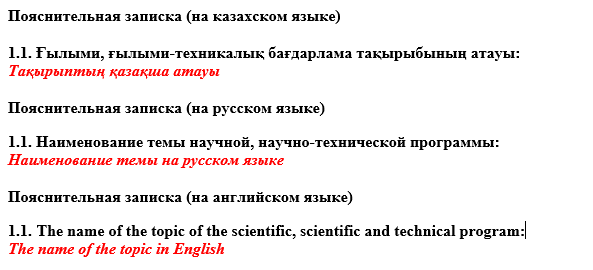 Пояснительная записка (на казахском языке)
1.1. Ғылыми, ғылыми-техникалық бағдарлама тақырыбының атауы:
Тақырыптың қазақша атауы
Пояснительная записка (на русском языке)
1.1. Наименование темы научной, научно-технической программы:
Наименование темы на русском языке
Пояснительная записка (на английском языке)
1.1. The name of the topic of the scientific, scientific and technical program:
The name of the topic in English